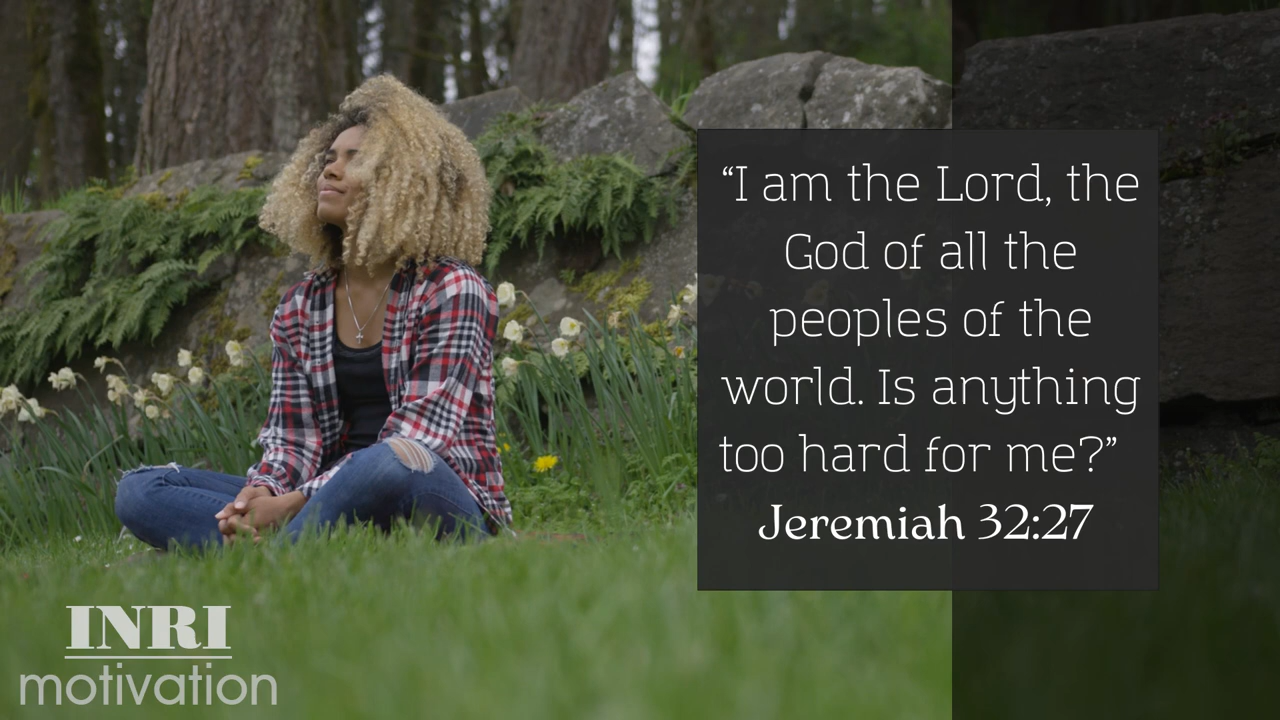 “I am the Lord, the
God of all the
peoples of the
world. Is anything
too hard for me?”
Jeremiah 32:27
INRI
motivation